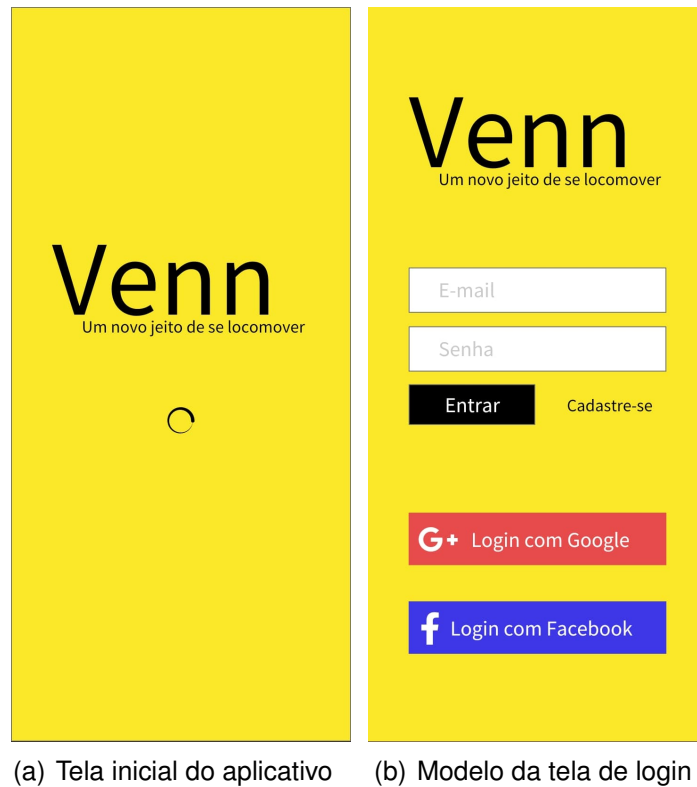 Venn
Um novo jeito de se locomover
Venn
Um novo jeito de se locomover
E-mail
Senha
Entrar Cadastre-se
G+ Login com Google
f Login com Facebook
(a) Tela inicial do aplicativo
(b) Modelo da tela de login